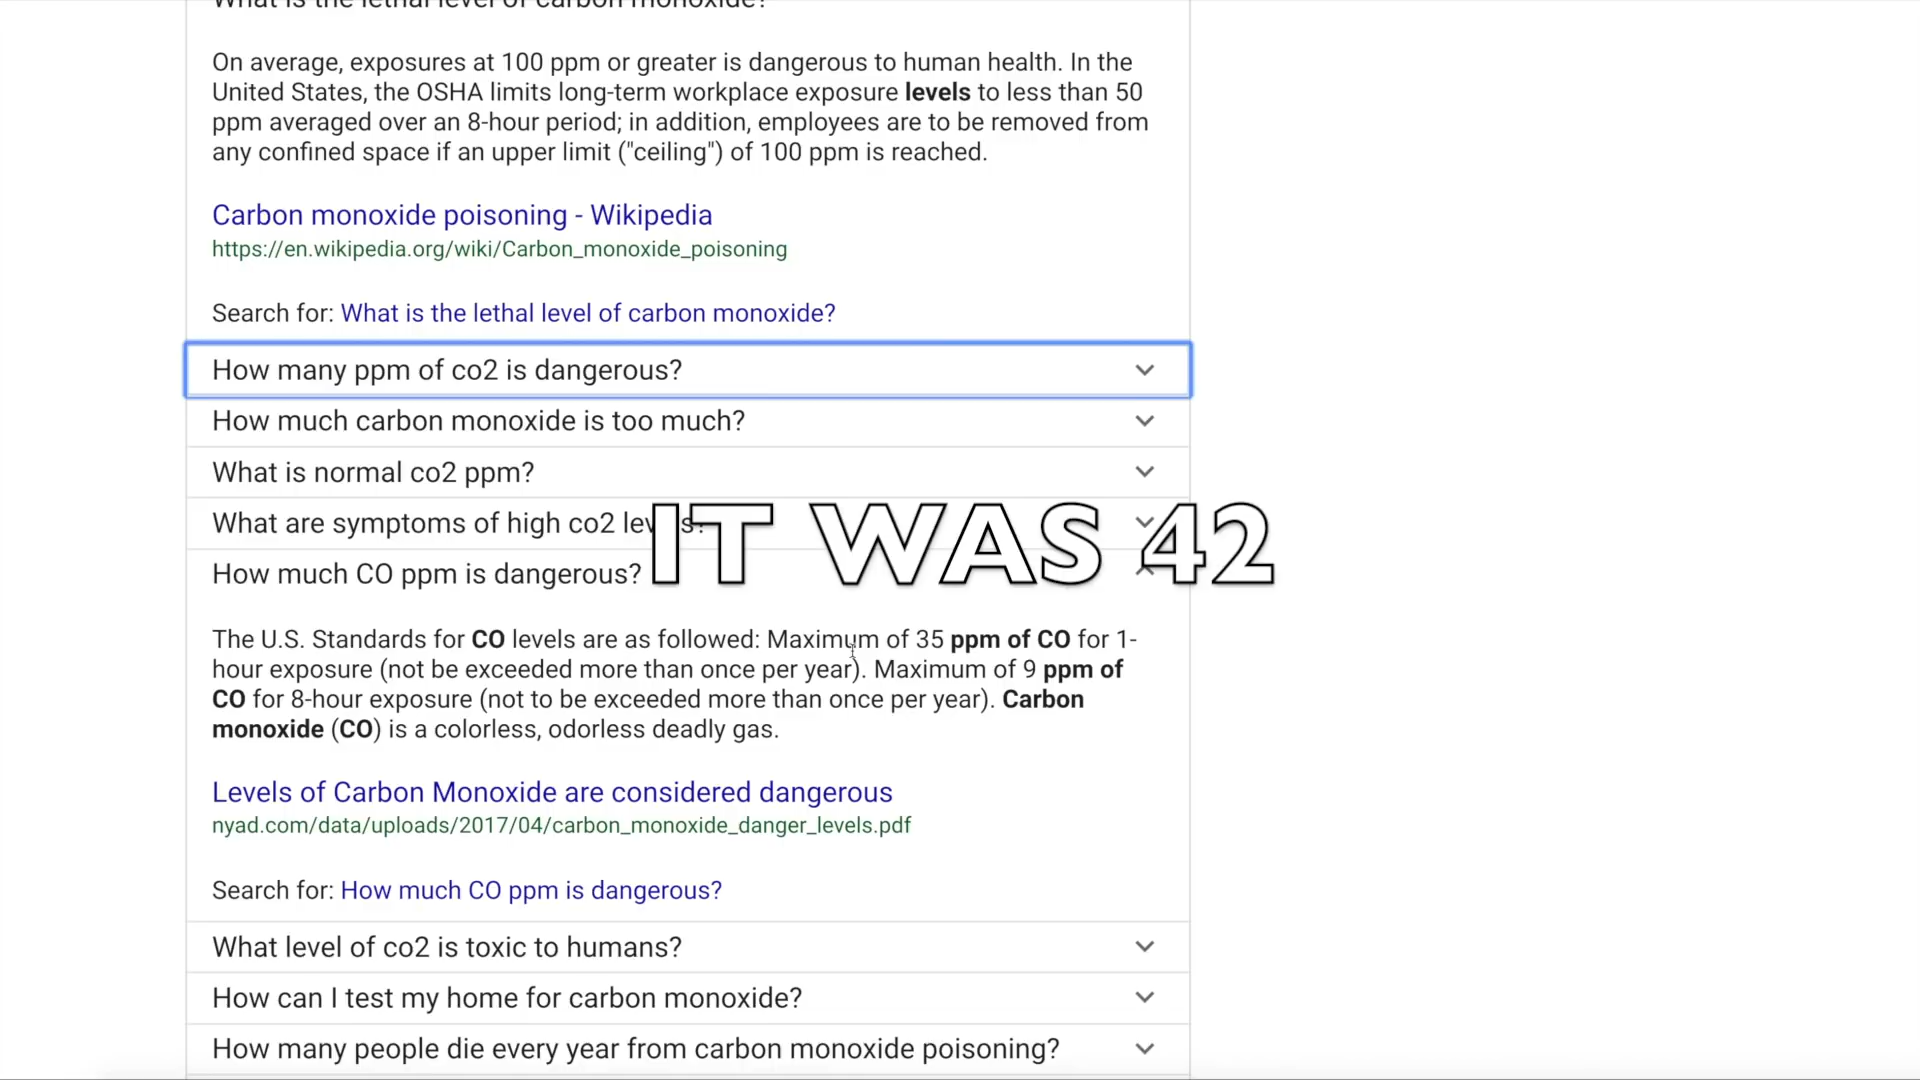 What is the lethal level of carbon monoxide?
On average, exposures at 100 ppm or greater is dangerous to human health. In the
United States, the OSHA limits long-term workplace exposure levels to less than 50
ppm averaged over an 8-hour period; in addition, employees are to be removed from
any confined space if an upper limit ("ceiling") of 100 ppm is reached.
Carbon monoxide poisoning - Wikipedia
https://en.wikipedia.org/wiki/Carbon_monoxide_poisoning
Search for: What is the lethal level of carbon monoxide?
How many ppm of co2 is dangerous?
How much carbon monoxide is too much?
What is normal co2 ppm?
What are symptoms of high co2 levels?
IT WAS 42
How much CO ppm is dangerous?
The U.S. Standards for CO levels are as followed: Maximum of 35 ppm of CO for 1-
hour exposure (not be exceeded more than once per year). Maximum of 9 ppm of
CO for 8-hour exposure (not to be exceeded more than once per year). Carbon
monoxide (CO) is a colorless, odorless deadly gas.
Levels of Carbon Monoxide are considered dangerous
nyad.com/data/uploads/2017/04/carbon_monoxide_danger_levels.pdf
Search for: How much CO ppm is dangerous?
What level of co2 is toxic to humans?
How can I test my home for carbon monoxide?
How many people die every year from carbon monoxide poisoning?